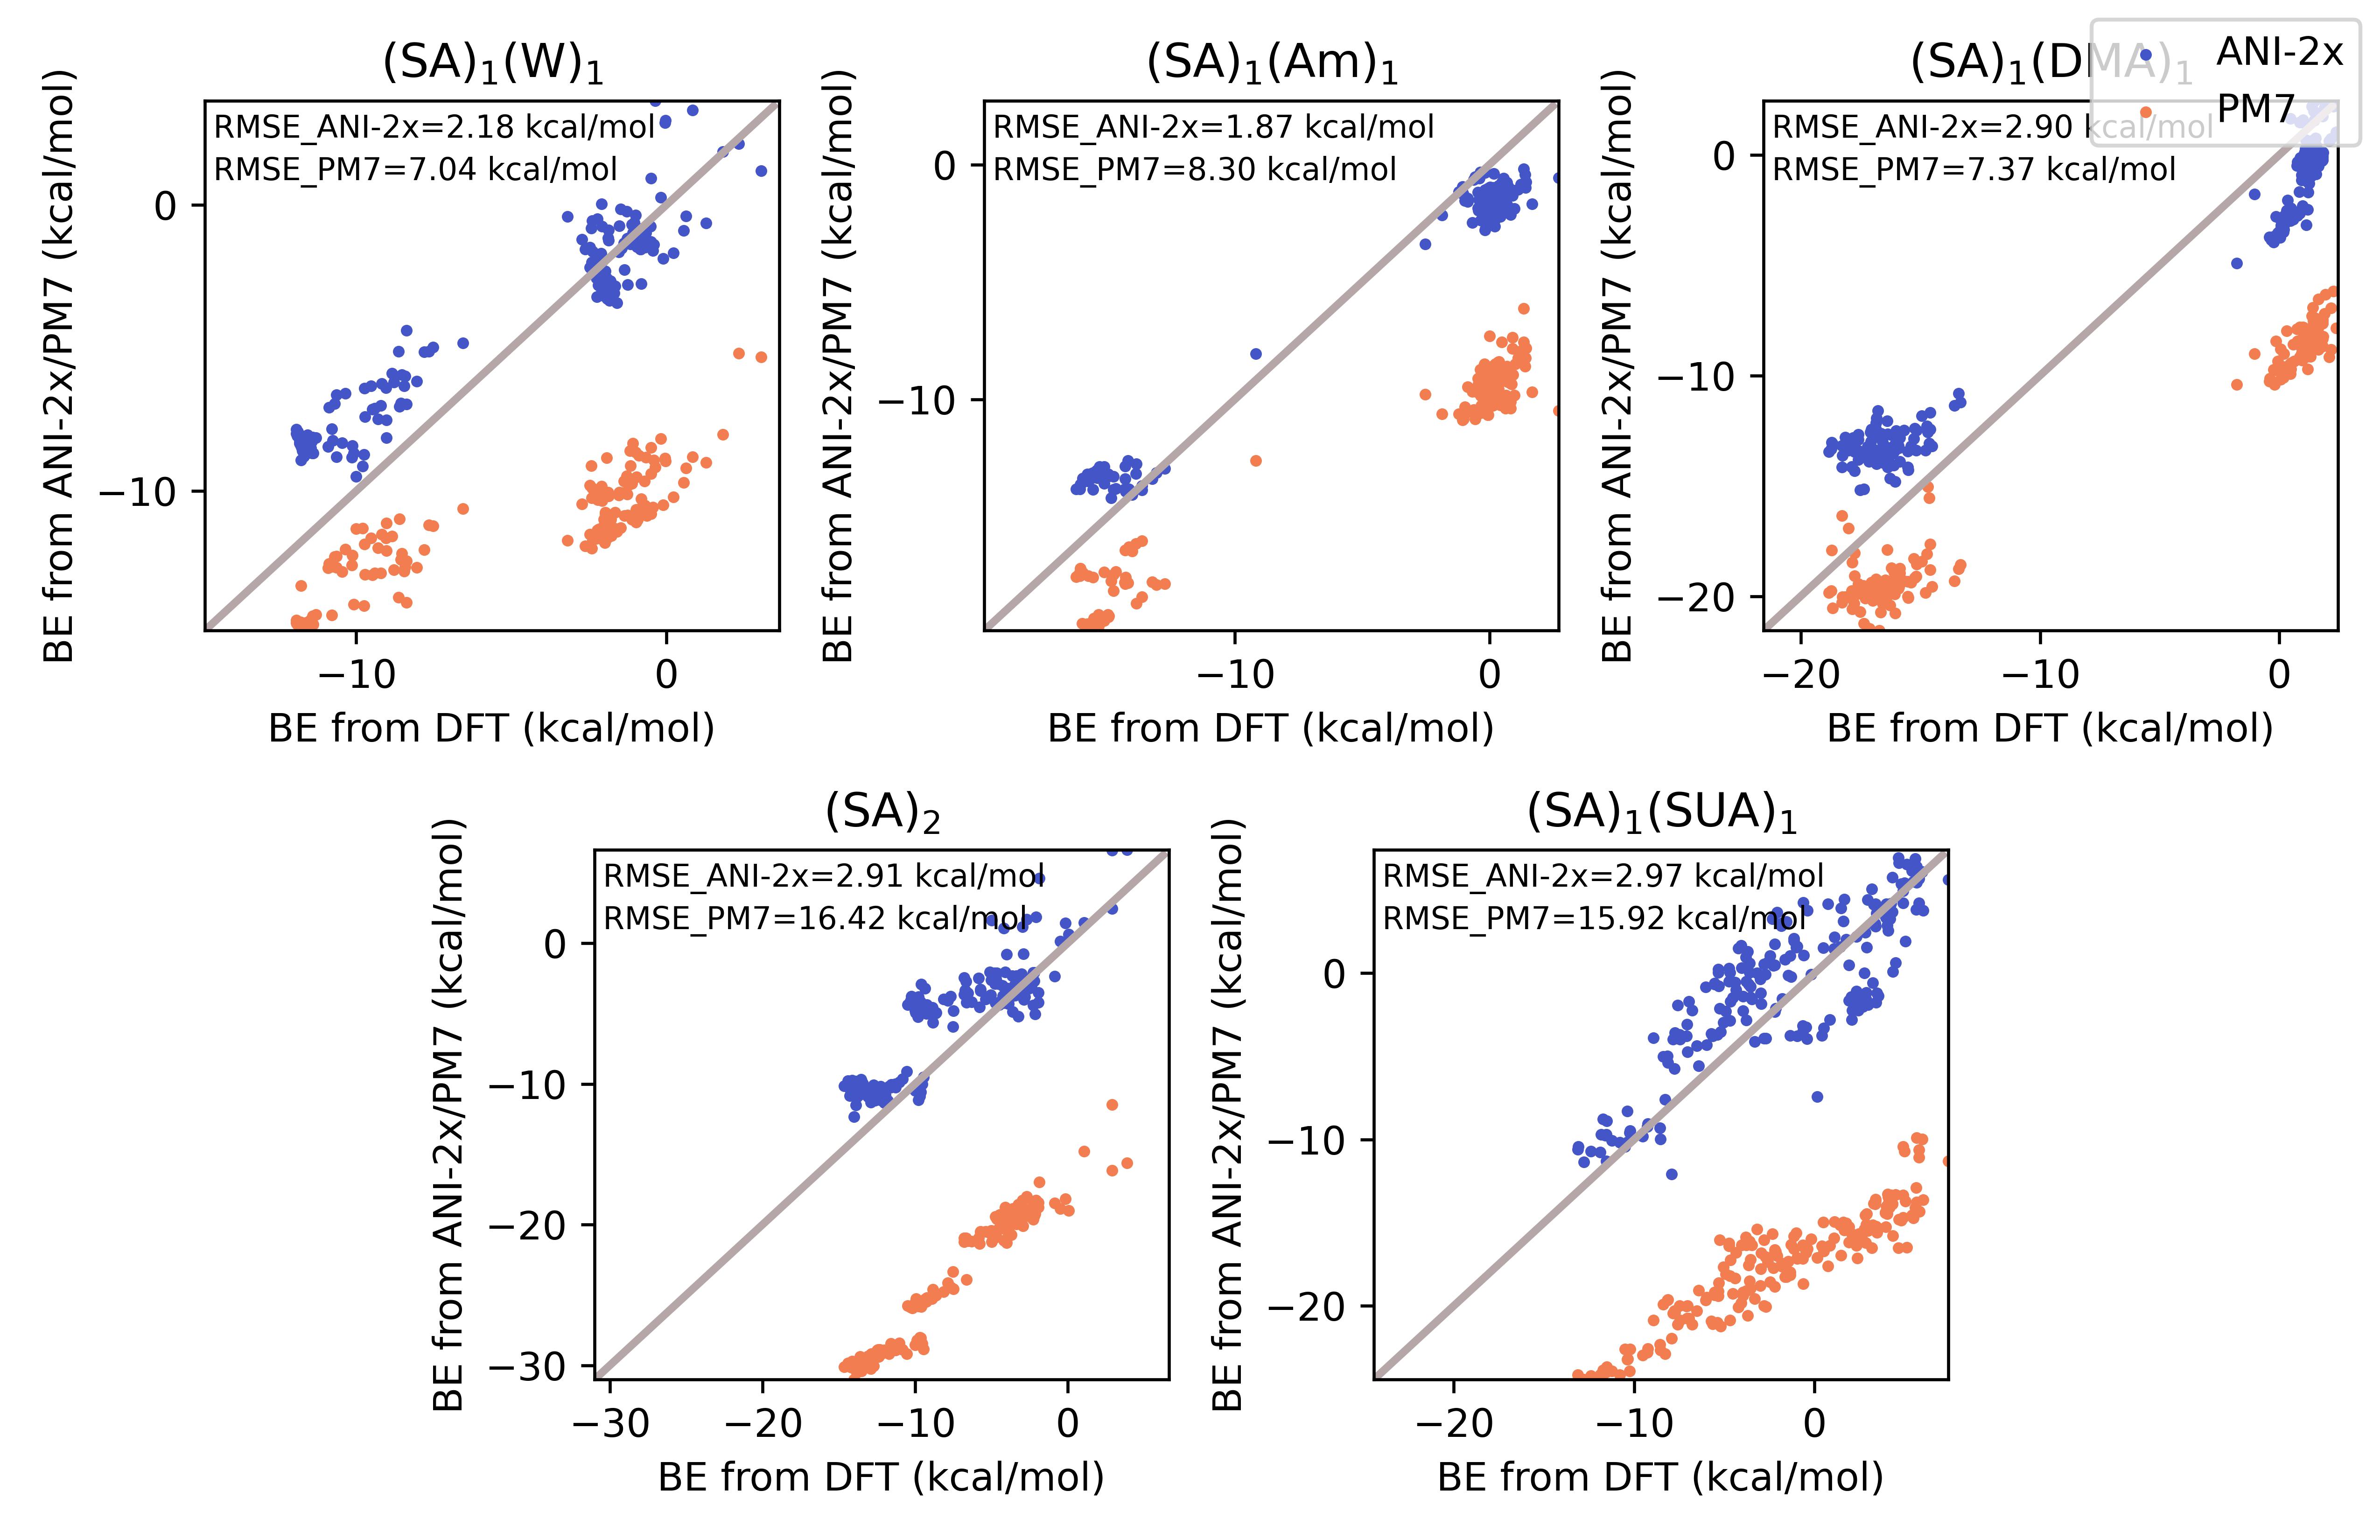 (SA)₁(W)₁
(SA)₁(Am)₁
(SA)₁(DMA)₁
ANI-2x
PM7
BE from ANI-2x/PM7 (kcal/mol)
RMSE_ANI-2x=2.18 kcal/mol
RMSE_PM7=7.04 kcal/mol
0
−10
−10
0
BE from DFT (kcal/mol)
BE from ANI-2x/PM7 (kcal/mol)
RMSE_ANI-2x=1.87 kcal/mol
RMSE_PM7=8.30 kcal/mol
0
−10
−10
0
BE from DFT (kcal/mol)
BE from ANI-2x/PM7 (kcal/mol)
RMSE_ANI-2x=2.90 kcal/mol
RMSE_PM7=7.37 kcal/mol
0
−10
−20
−20
−10
0
BE from DFT (kcal/mol)
(SA)₂
BE from ANI-2x/PM7 (kcal/mol)
RMSE_ANI-2x=2.91 kcal/mol
RMSE_PM7=16.42 kcal/mol
0
−10
−20
−30
−30
−20
−10
0
BE from DFT (kcal/mol)
(SA)₁(SUA)₁
BE from ANI-2x/PM7 (kcal/mol)
RMSE_ANI-2x=2.97 kcal/mol
RMSE_PM7=15.92 kcal/mol
0
−10
−20
−20
−10
0
BE from DFT (kcal/mol)